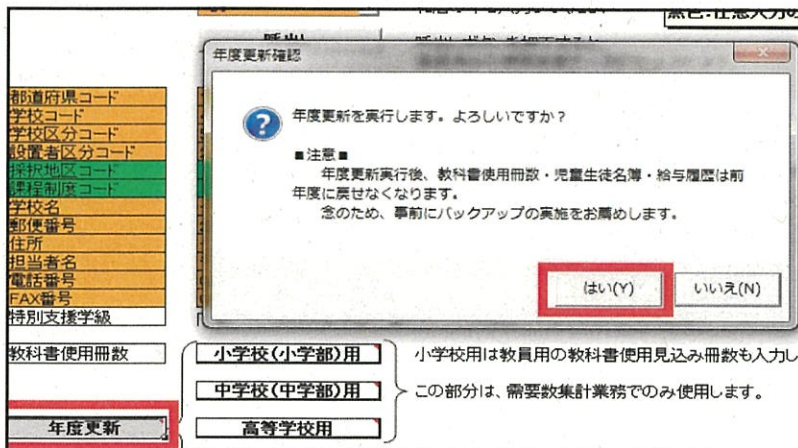 年度更新確認
都道府県コード
学校コード
学校区分コード
設置者区分コード
採択地区コード
課程制度コード
学校名
郵便番号
住所
担当者名
電話番号
FAX番号
特別支援学級
年度更新を実行します。よろしいですか？
■注意■
年度更新実行後、教科書使用冊数・児童生徒名簿・給与履歴は前
年度に戻せなくなります。
念のため、事前にバックアップの実施をお薦めします。
はい(Y)
いいえ(N)
教科書使用冊数
小学校(小学部)用
小学校用は教員用の教科書使用見込み冊数も入力し
中学校(中学部)用
この部分は、需要数集計業務でのみ使用します。
年度更新
高等学校用